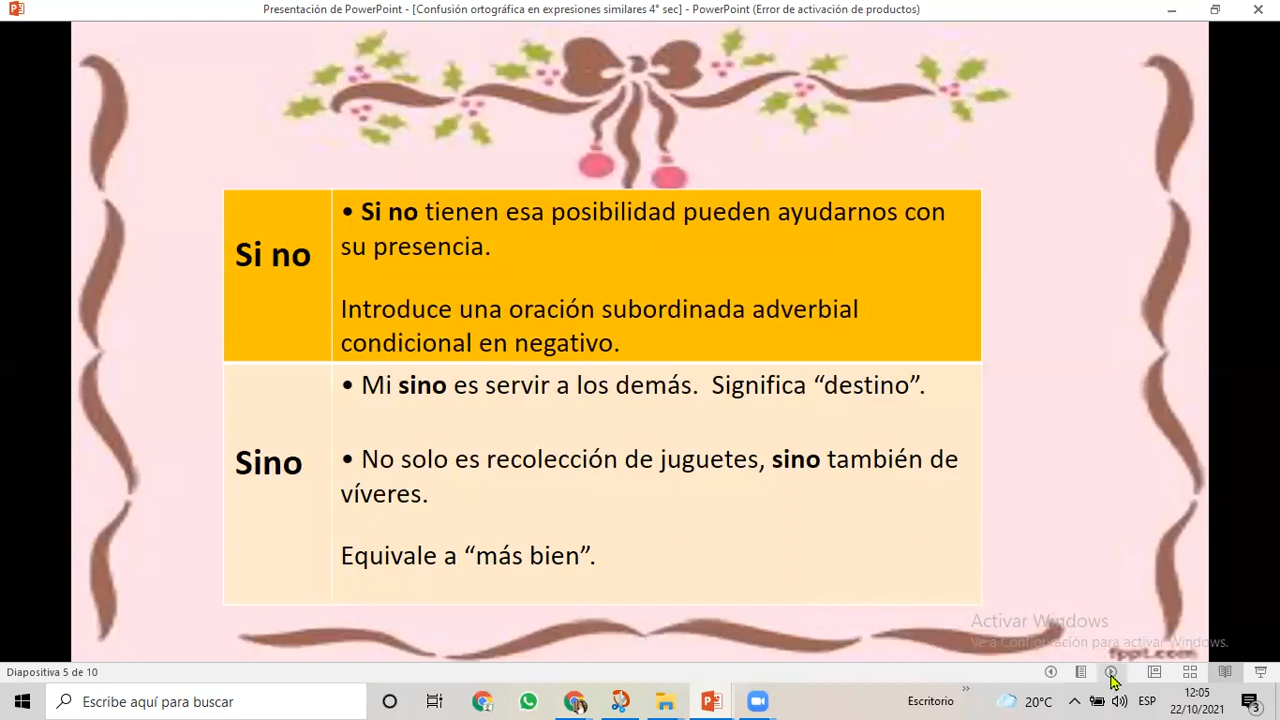 Presentación de PowerPoint - [Confusión ortográfica en expresiones similares 4° sec] - PowerPoint (Error de activación de productos)
Si no
• Si no tienen esa posibilidad pueden ayudarnos con
su presencia.
Introduce una oración subordinada adverbial
condicional en negativo.
Sino
• Mi sino es servir a los demás.  Significa “destino”.
• No solo es recolección de juguetes, sino también de
víveres.
Equivale a “más bien”.
Activar Windows
Ve a Configuración para activar Windows.
fppt.com
Diapositiva 5 de 10
Escribe aquí para buscar
Escritorio
»
20°C
ESP
12:05
22/10/2021
3